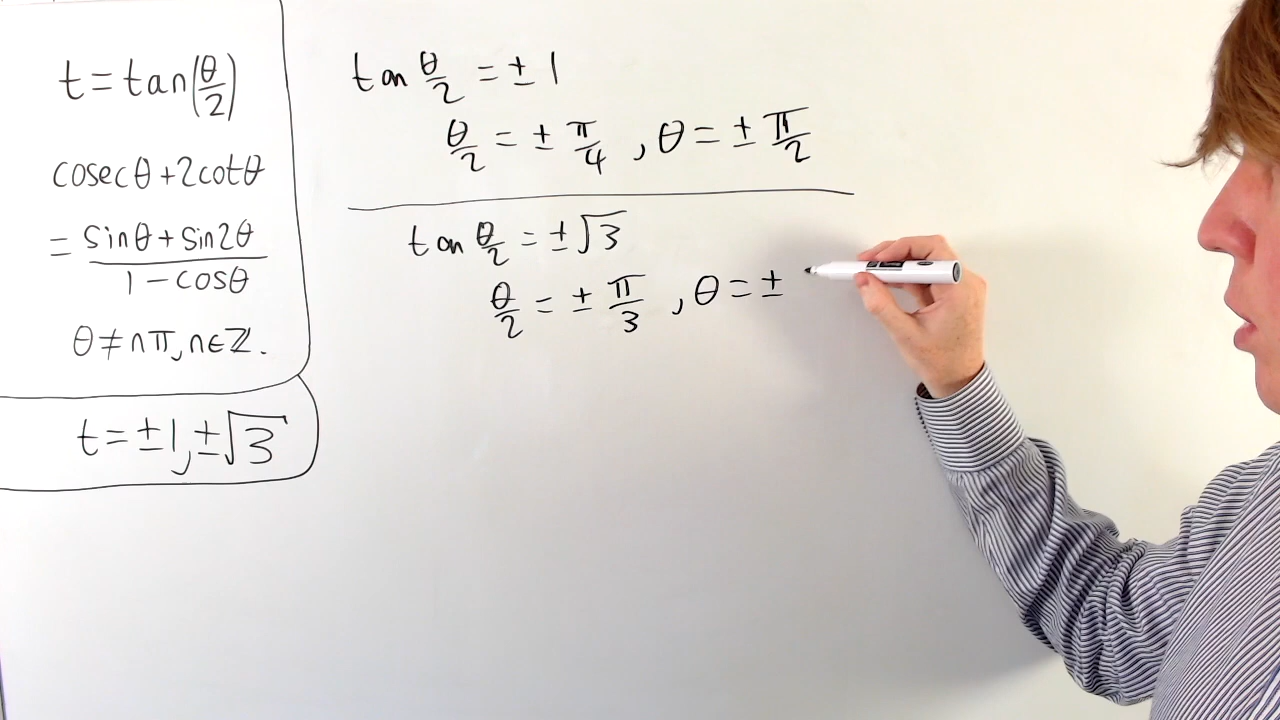 t = tan(θ/2)
cosecθ + 2cotθ
= (sinθ + sin2θ)/(1 − cosθ)
θ ≠ nπ, n ∈ ℤ.
t = ±1, ±√3
tan θ/2 = ±1
θ/2 = ± π/4 , θ = ± π/2
tan θ/2 = ±√3
θ/2 = ± π/3 , θ = ±